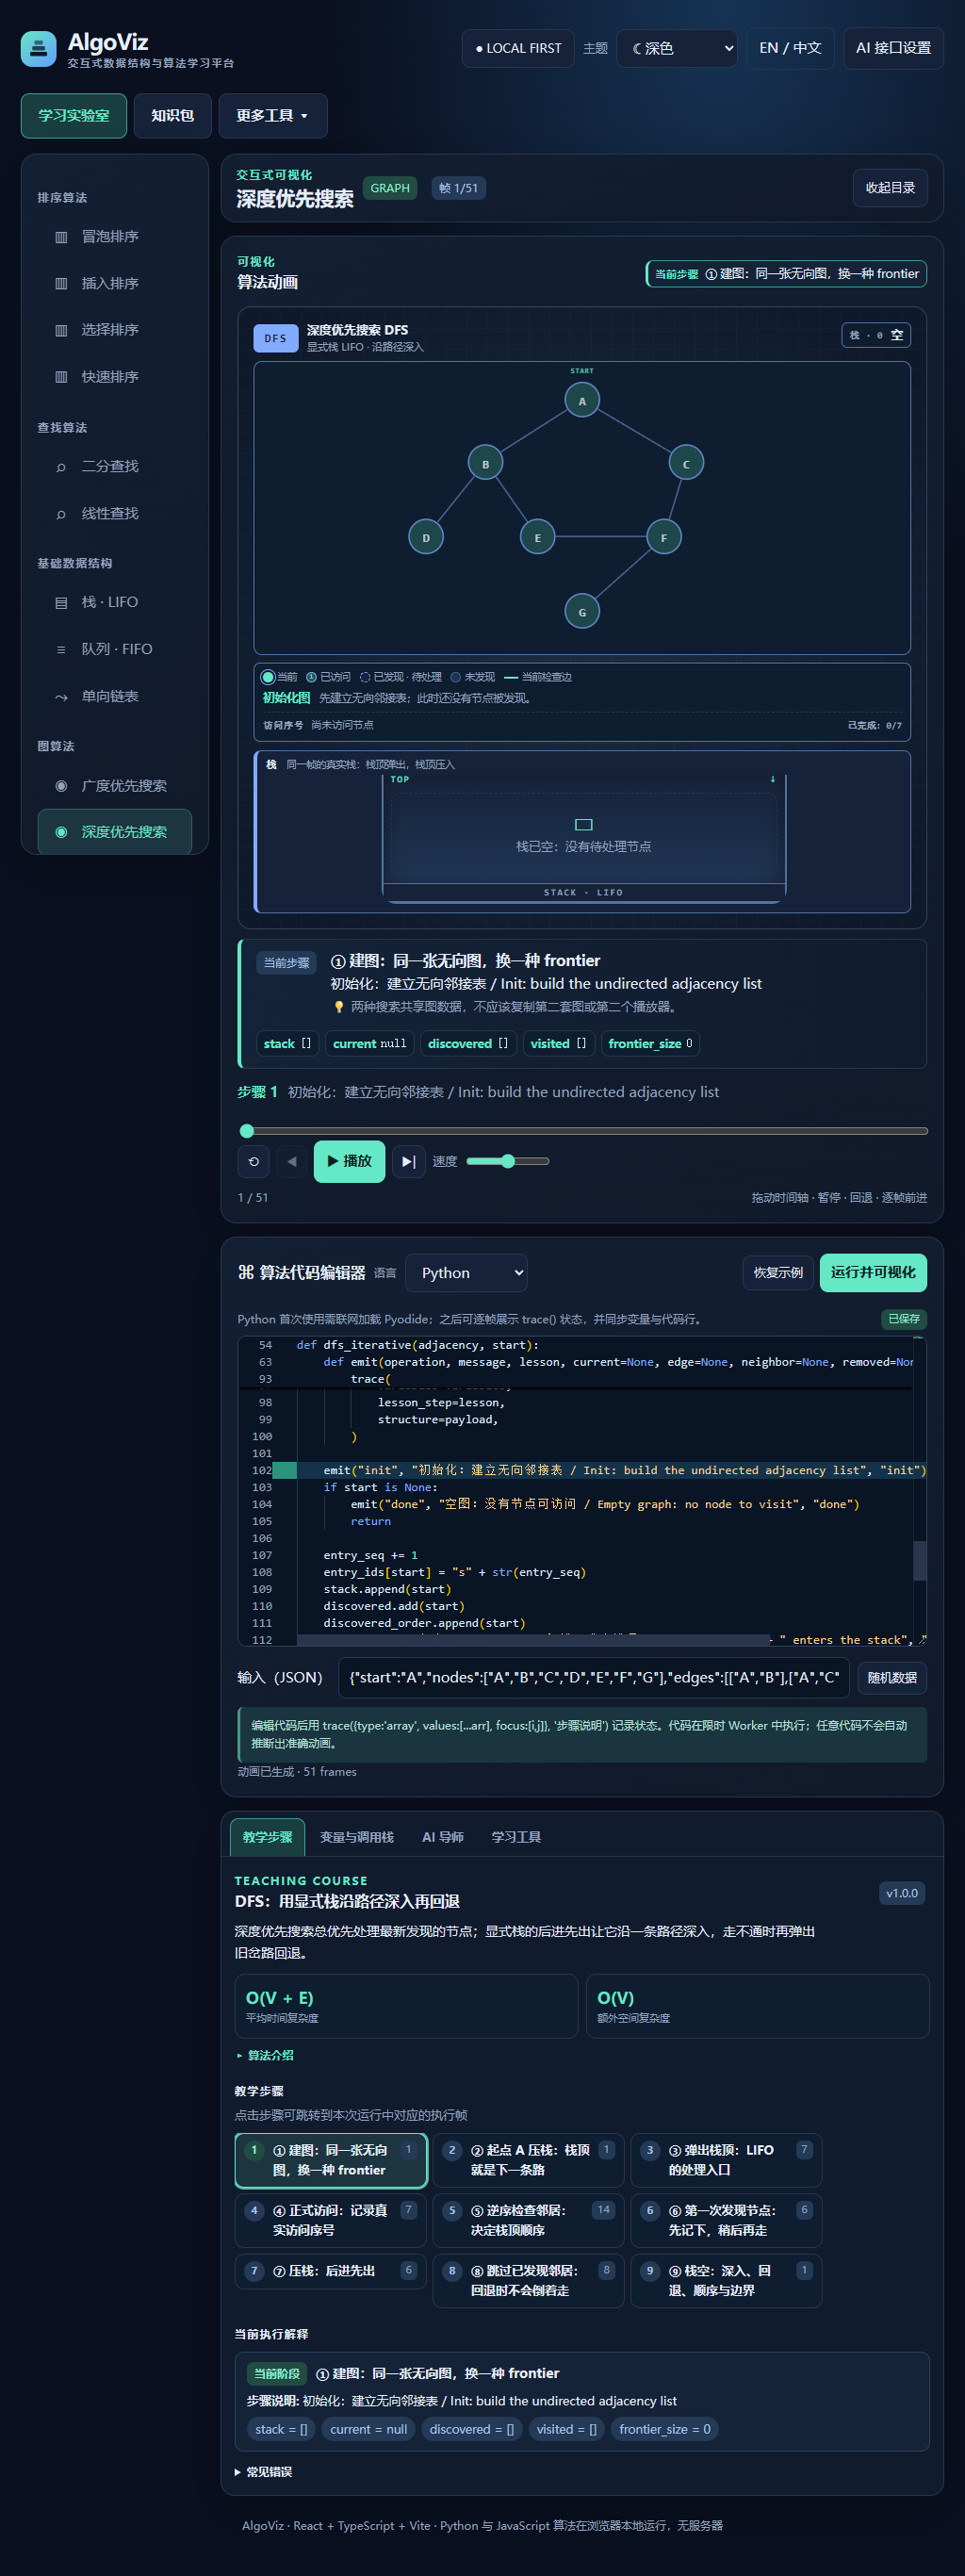 AlgoViz
交互式数据结构与算法学习平台
● LOCAL FIRST
主题
☾ 深色
EN / 中文
AI 接口设置
学习实验室
知识包
更多工具 ▾
排序算法
冒泡排序
插入排序
选择排序
快速排序
查找算法
二分查找
线性查找
基础数据结构
栈 · LIFO
队列 · FIFO
单向链表
图算法
广度优先搜索
深度优先搜索
交互式可视化
深度优先搜索
GRAPH
帧 1/51
收起目录
可视化
算法动画
当前步骤 ① 建图：同一张无向图，换一种 frontier
DFS
深度优先搜索 DFS
显式栈 LIFO · 沿路径深入
栈 · 0 空
START
A
B
C
D
E
F
G
当前 1 已访问 已发现 · 待处理 未发现 当前检查边
初始化图 先建立无向邻接表；此时还没有节点被发现。
访问序号 尚未访问节点
已完成: 0/7
栈 同一帧的真实栈：栈顶弹出，栈顶压入
TOP ↓
栈已空：没有待处理节点
STACK · LIFO
当前步骤
① 建图：同一张无向图，换一种 frontier
初始化：建立无向邻接表 / Init: build the undirected adjacency list
💡 两种搜索共享图数据，不应该复制第二套图或第二个播放器。
stack []
current null
discovered []
visited []
frontier_size 0
步骤 1 初始化：建立无向邻接表 / Init: build the undirected adjacency list
▶ 播放
速度
1 / 51
拖动时间轴 · 暂停 · 回退 · 逐帧前进
⌘ 算法代码编辑器
语言
Python
恢复示例
运行并可视化
Python 首次使用需联网加载 Pyodide；之后可逐帧展示 trace() 状态，并同步变量与代码行。
已保存
54 def dfs_iterative(adjacency, start):
63 def emit(operation, message, lesson, current=None, edge=None, neighbor=None, removed=Non
93 trace(
98 lesson_step=lesson,
99 structure=payload,
100 )
101
102 emit("init", "初始化：建立无向邻接表 / Init: build the undirected adjacency list", "init")
103 if start is None:
104 emit("done", "空图：没有节点可访问 / Empty graph: no node to visit", "done")
105 return
106
107 entry_seq += 1
108 entry_ids[start] = "s" + str(entry_seq)
109 stack.append(start)
110 discovered.add(start)
111 discovered_order.append(start)
112 " enters the stack",
输入（JSON）
{"start":"A","nodes":["A","B","C","D","E","F","G"],"edges":[["A","B"],["A","C"
随机数据
编辑代码后用 trace({type:'array', values:[...arr], focus:[i,j]}, '步骤说明') 记录状态。代码在限时 Worker 中执行；任意代码不会自动
推断出准确动画。
动画已生成 · 51 frames
教学步骤
变量与调用栈
AI 导师
学习工具
TEACHING COURSE
DFS：用显式栈沿路径深入再回退
v1.0.0
深度优先搜索总优先处理最新发现的节点；显式栈的后进先出让它沿一条路径深入，走不通时再弹出
旧岔路回退。
O(V + E)
平均时间复杂度
O(V)
额外空间复杂度
▸ 算法介绍
教学步骤
点击步骤可跳转到本次运行中对应的执行帧
1 ① 建图：同一张无向 1
图，换一种 frontier
2 ② 起点 A 压栈：栈顶 1
就是下一条路
3 ③ 弹出栈顶：LIFO 7
的处理入口
4 ④ 正式访问：记录真 7
实访问序号
5 ⑤ 逆序检查邻居： 14
决定栈顶顺序
6 ⑥ 第一次发现节点： 6
先记下，稍后再走
7 ⑦ 压栈：后进先出 6
8 ⑧ 跳过已发现邻居： 8
回退时不会倒着走
9 ⑨ 栈空：深入、回 1
退、顺序与边界
当前执行解释
当前阶段 ① 建图：同一张无向图，换一种 frontier
步骤说明: 初始化：建立无向邻接表 / Init: build the undirected adjacency list
stack = []
current = null
discovered = []
visited = []
frontier_size = 0
▶ 常见错误
AlgoViz · React + TypeScript + Vite · Python 与 JavaScript 算法在浏览器本地运行，无服务器